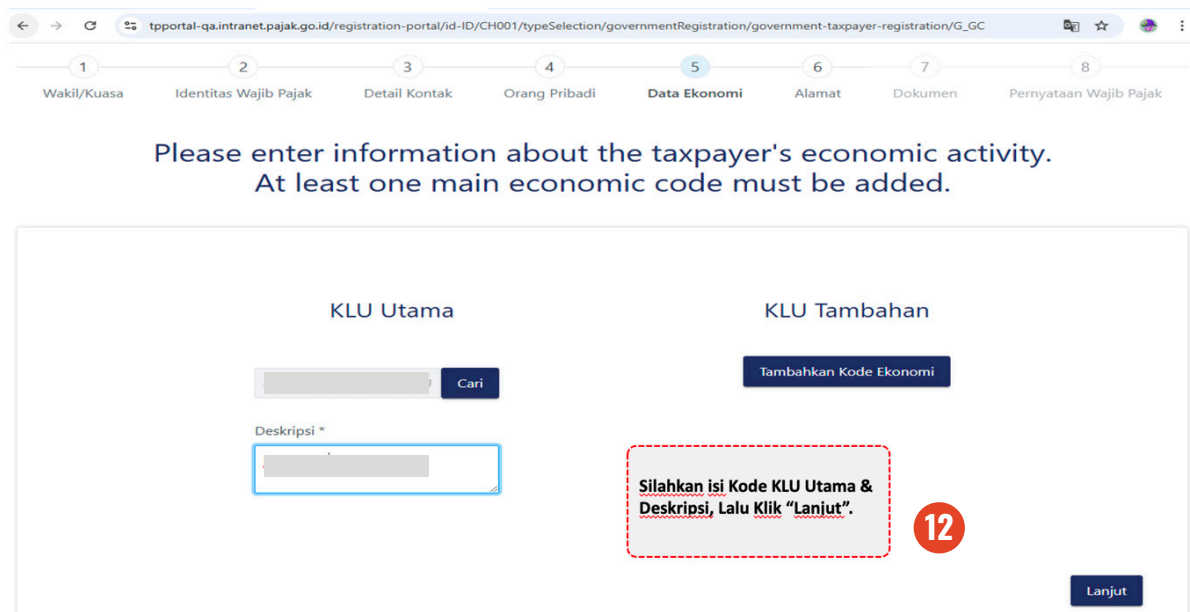 tpportal-qa.intranet.pajak.go.id/registration-portal/id-ID/CH001/typeSelection/governmentRegistration/government-taxpayer-registration/G_GC
1 2 3 4 5 6 7 8
Wakil/Kuasa Identitas Wajib Pajak Detail Kontak Orang Pribadi Data Ekonomi Alamat Dokumen Pernyataan Wajib Pajak
Please enter information about the taxpayer's economic activity.
At least one main economic code must be added.
KLU Utama KLU Tambahan
Cari Tambahkan Kode Ekonomi
Deskripsi *
Silahkan isi Kode KLU Utama &
Deskripsi, Lalu Klik “Lanjut”.
12
Lanjut